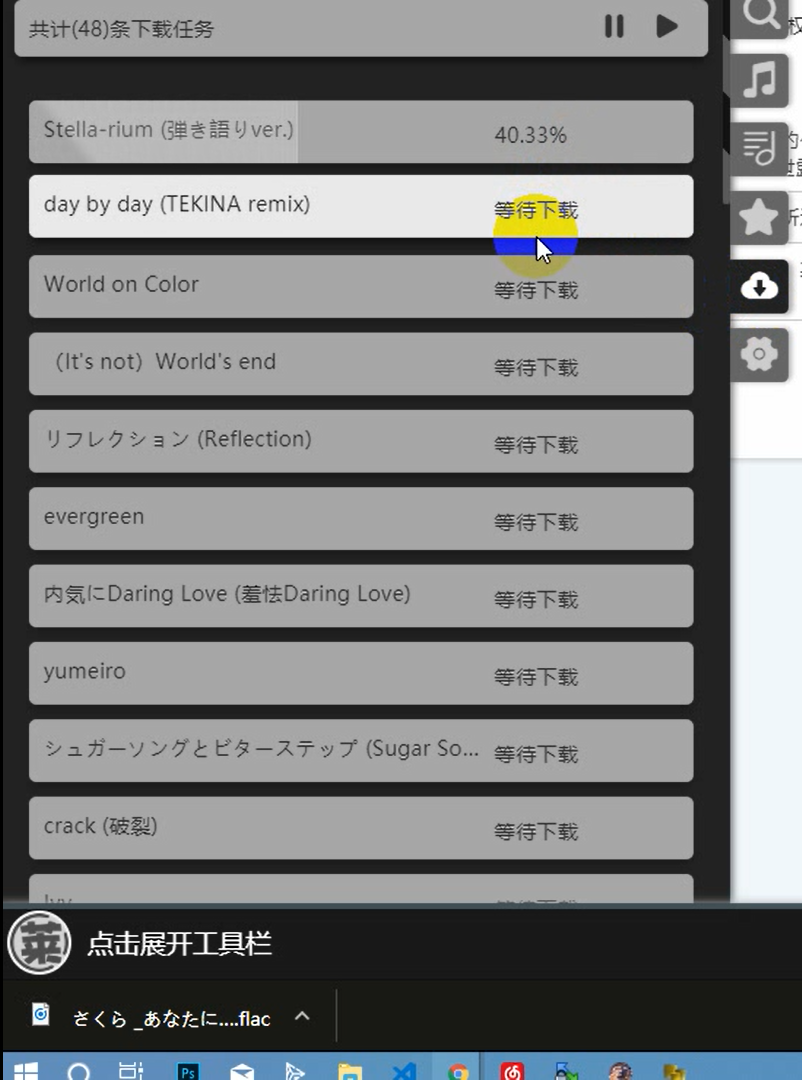 共计(48)条下载任务
Stella-rium (弾き語りver.) 40.33%
day by day (TEKINA remix) 等待下载
World on Color 等待下载
（It's not）World's end 等待下载
リフレクション (Reflection) 等待下载
evergreen 等待下载
内気にDaring Love (羞怯Daring Love) 等待下载
yumeiro 等待下载
シュガーソングとビターステップ (Sugar So... 等待下载
crack (破裂) 等待下载
莱 点击展开工具栏
さくら _あなたに....flac
Ps